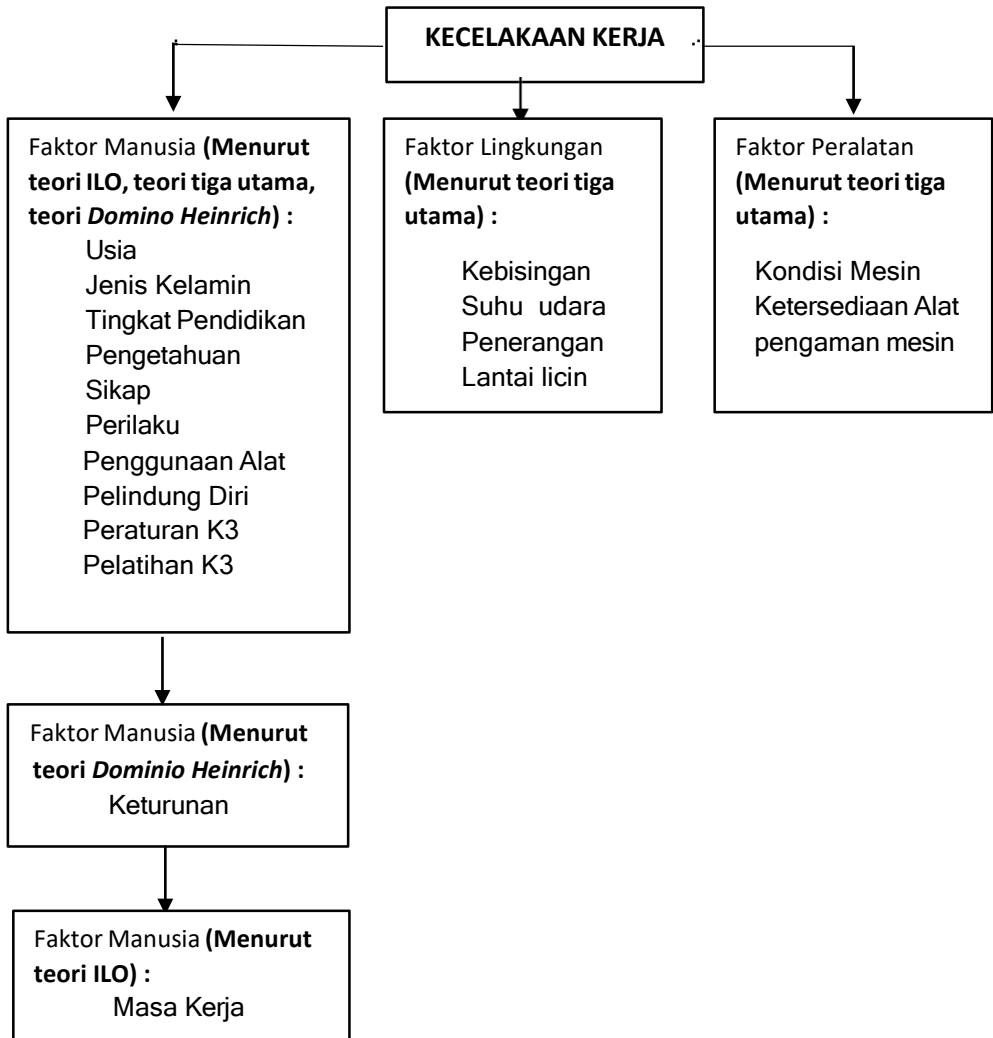 KECELAKAAN KERJA
Faktor Manusia (Menurut
teori ILO, teori tiga utama,
teori Domino Heinrich) :
Usia
Jenis Kelamin
Tingkat Pendidikan
Pengetahuan
Sikap
Perilaku
Penggunaan Alat
Pelindung Diri
Peraturan K3
Pelatihan K3
Faktor Lingkungan
(Menurut teori tiga
utama) :
Kebisingan
Suhu udara
Penerangan
Lantai licin
Faktor Peralatan
(Menurut teori tiga
utama) :
Kondisi Mesin
Ketersediaan Alat
pengaman mesin
Faktor Manusia (Menurut
teori Dominio Heinrich) :
Keturunan
Faktor Manusia (Menurut
teori ILO) :
Masa Kerja